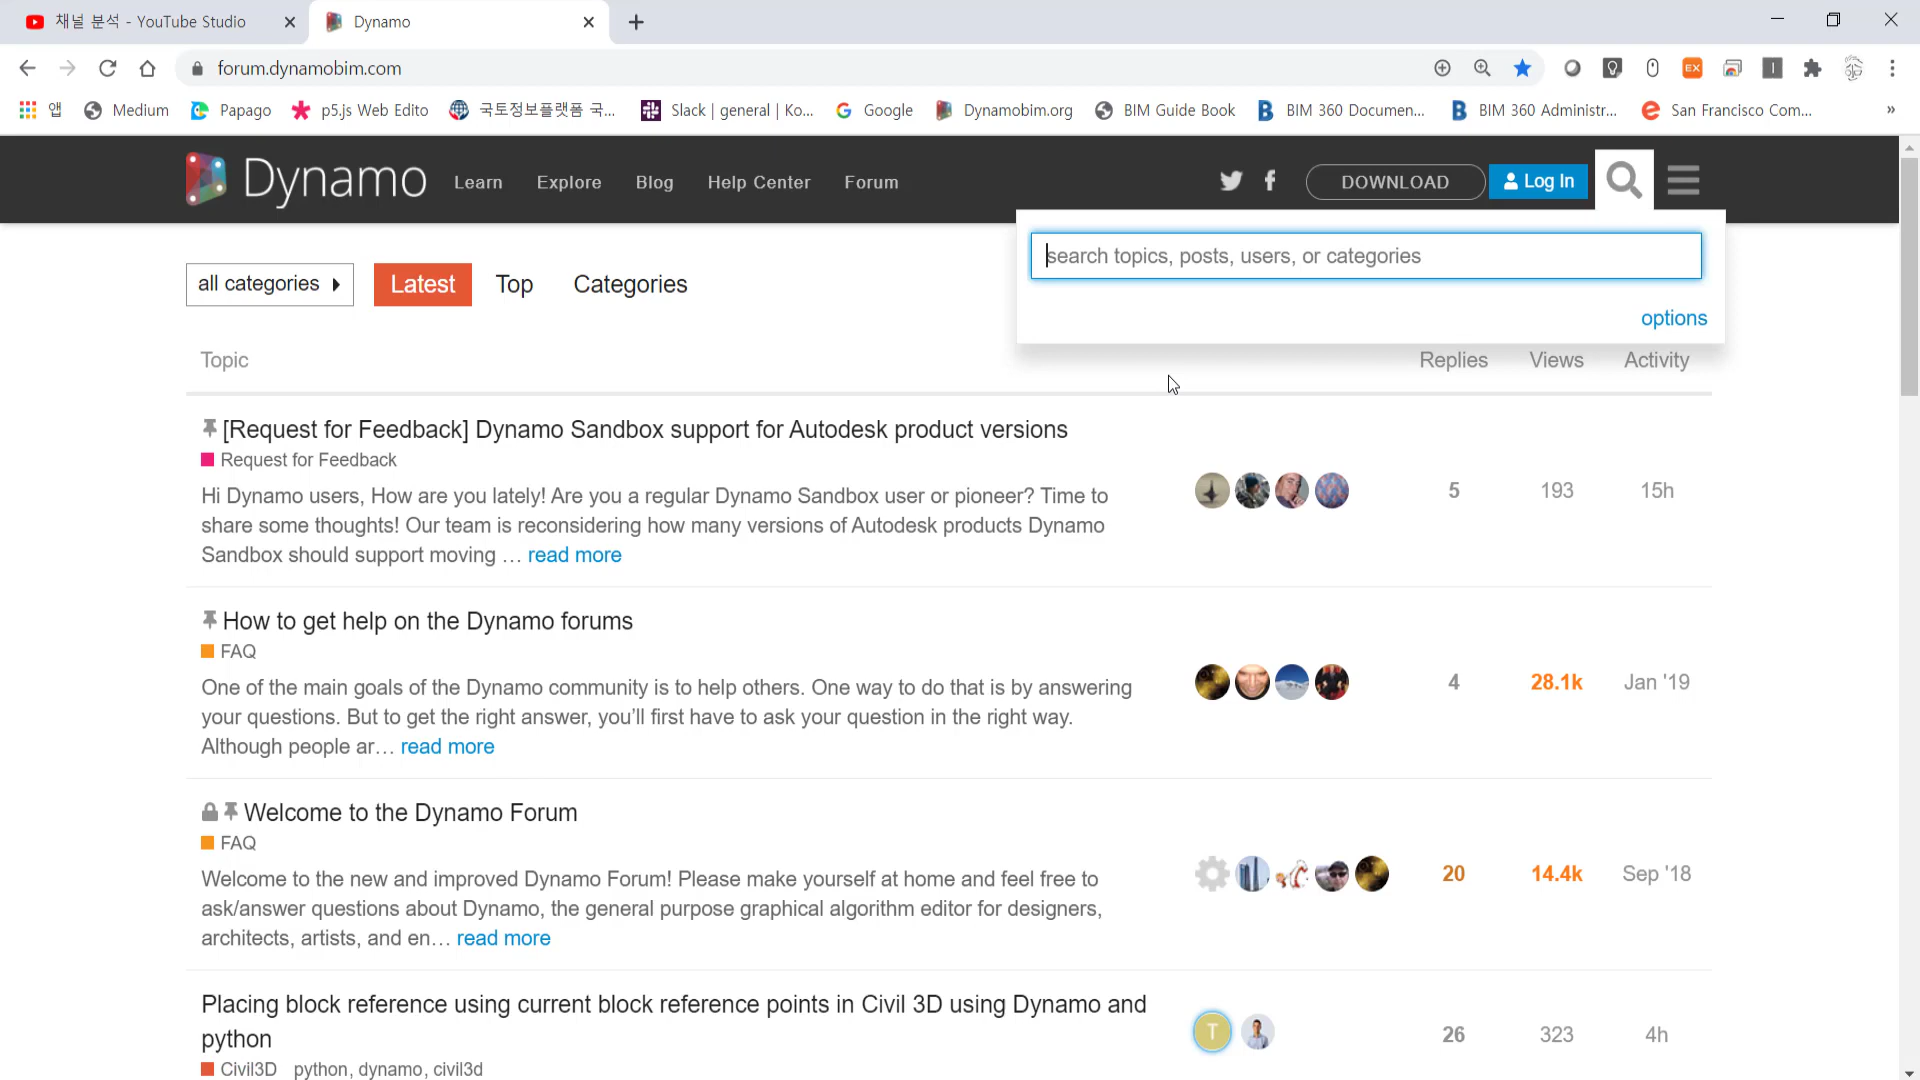 채널 분석 - YouTube Studio
Dynamo
forum.dynamobim.com
앱
Medium
Papago
p5.js Web Edito
국토정보플랫폼 국...
Slack | general | Ko...
Google
Dynamobim.org
BIM Guide Book
BIM 360 Documen...
BIM 360 Administr...
San Francisco Com...
»
Dynamo
Learn
Explore
Blog
Help Center
Forum
DOWNLOAD
Log In
search topics, posts, users, or categories
options
all categories
Latest
Top
Categories
Topic
Replies
Views
Activity
[Request for Feedback] Dynamo Sandbox support for Autodesk product versions
Request for Feedback
Hi Dynamo users, How are you lately! Are you a regular Dynamo Sandbox user or pioneer? Time to
share some thoughts! Our team is reconsidering how many versions of Autodesk products Dynamo
Sandbox should support moving … read more
5
193
15h
How to get help on the Dynamo forums
FAQ
One of the main goals of the Dynamo community is to help others. One way to do that is by answering
your questions. But to get the right answer, you’ll first have to ask your question in the right way.
Although people ar… read more
4
28.1k
Jan '19
Welcome to the Dynamo Forum
FAQ
Welcome to the new and improved Dynamo Forum! Please make yourself at home and feel free to
ask/answer questions about Dynamo, the general purpose graphical algorithm editor for designers,
architects, artists, and en… read more
20
14.4k
Sep '18
Placing block reference using current block reference points in Civil 3D using Dynamo and
python
Civil3D python, dynamo, civil3d
T
26
323
4h